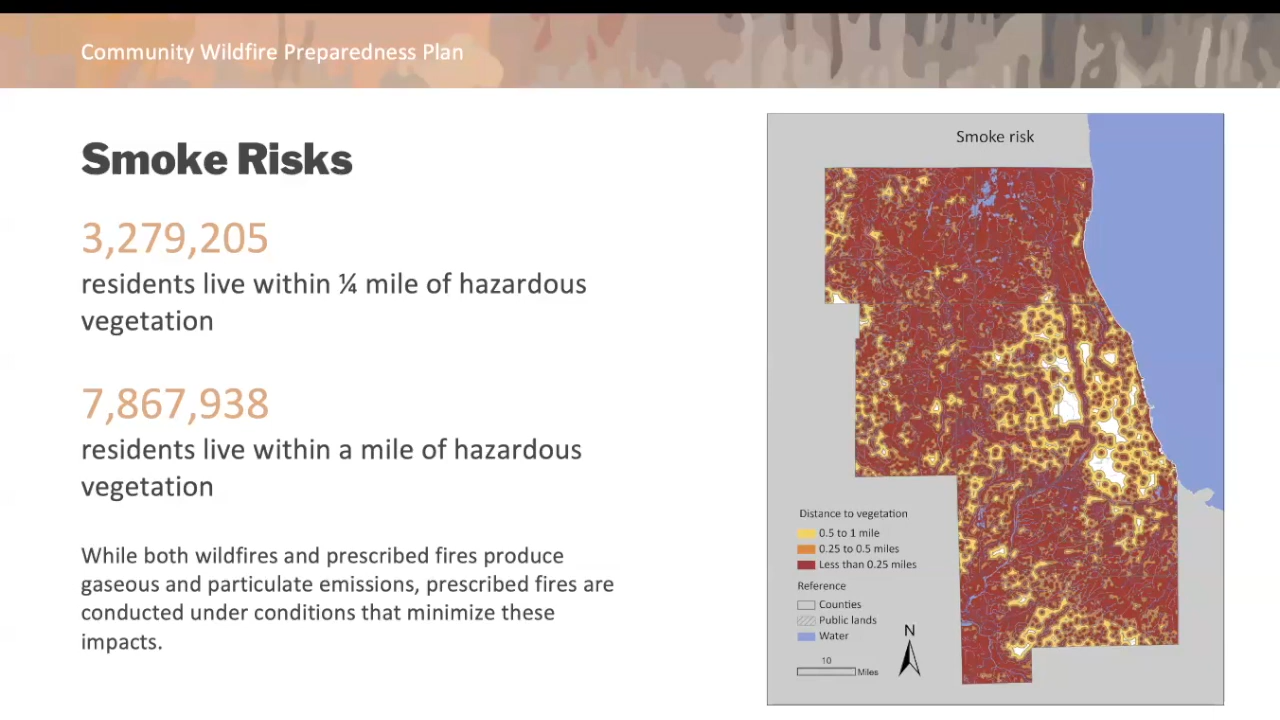 Community Wildfire Preparedness Plan
Smoke Risks
3,279,205
residents live within ¼ mile of hazardous
vegetation
7,867,938
residents live within a mile of hazardous
vegetation
While both wildfires and prescribed fires produce
gaseous and particulate emissions, prescribed fires are
conducted under conditions that minimize these
impacts.
Smoke risk
Distance to vegetation
0.5 to 1 mile
0.25 to 0.5 miles
Less than 0.25 miles
Reference
Counties
Public lands
Water
N
10
Miles